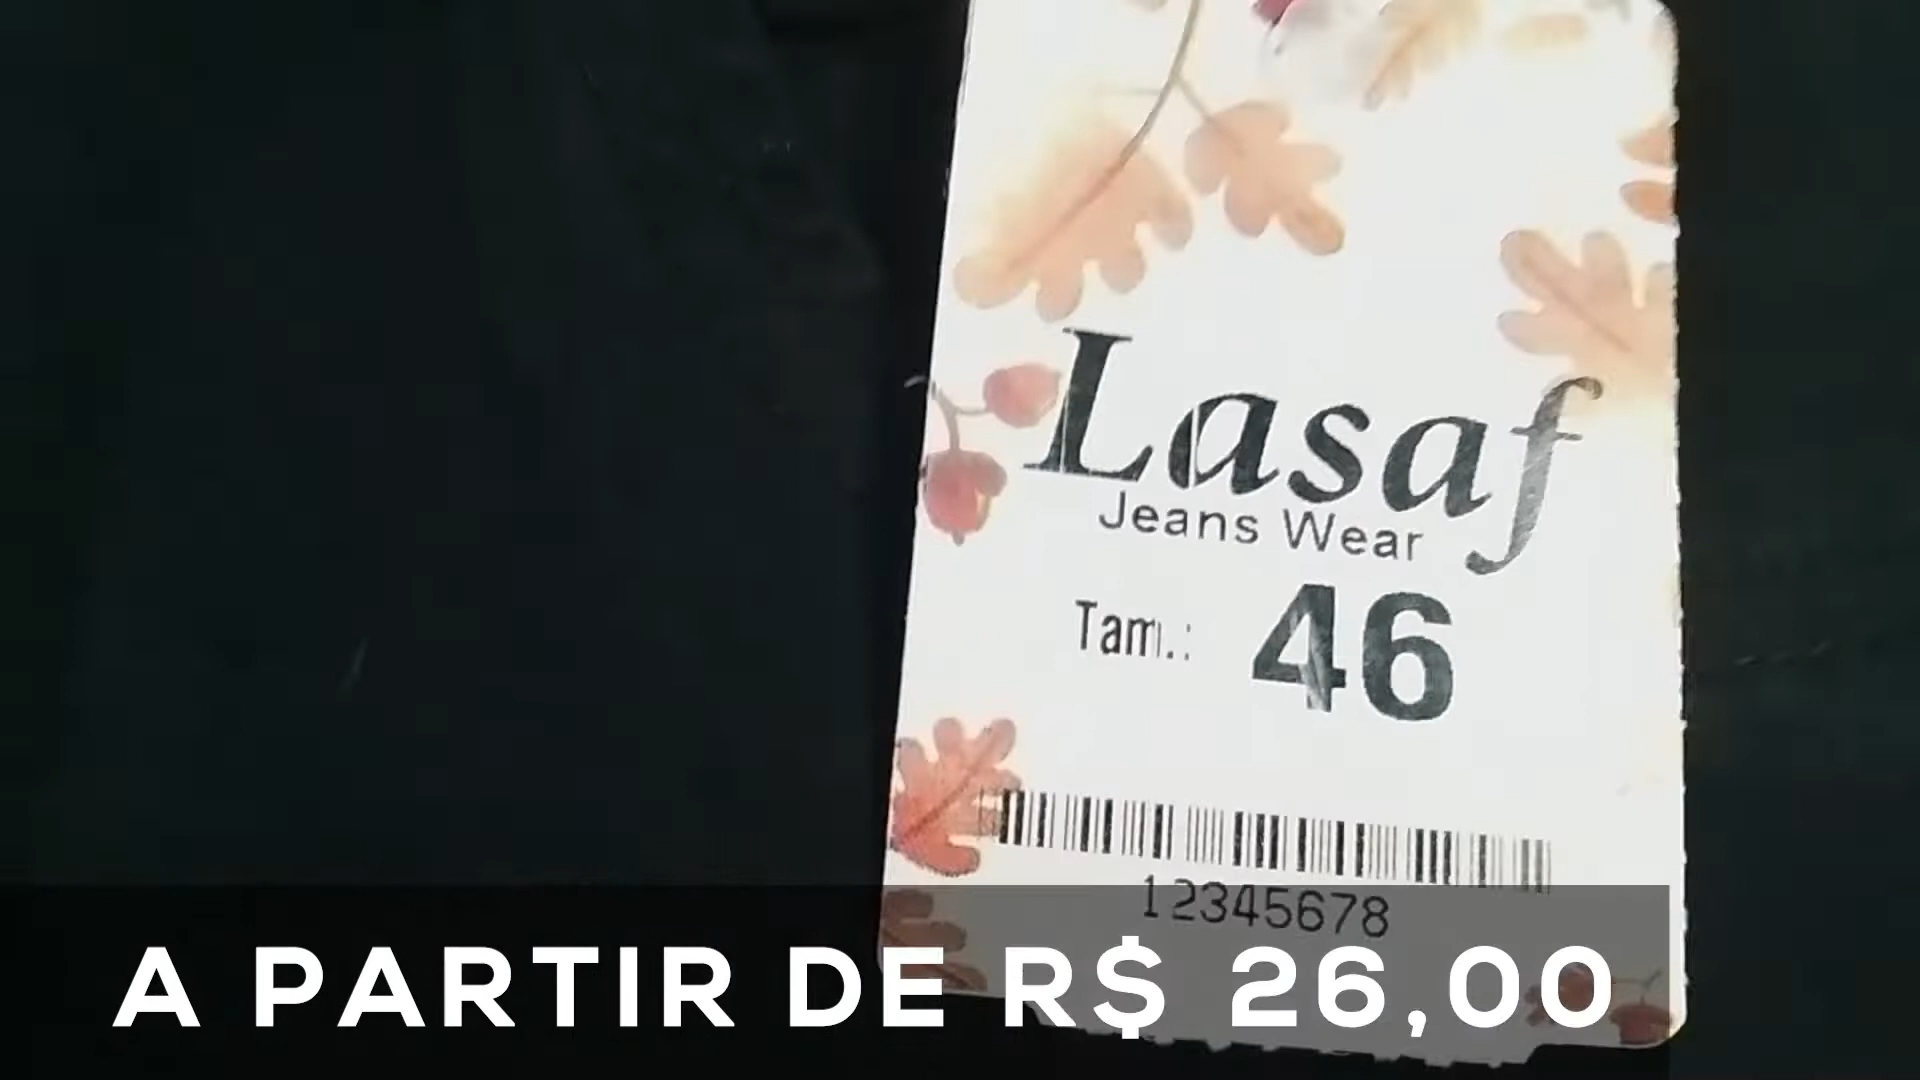 Lasaf
Jeans Wear
Tam.: 46
12345678
A PARTIR DE R$ 26,00